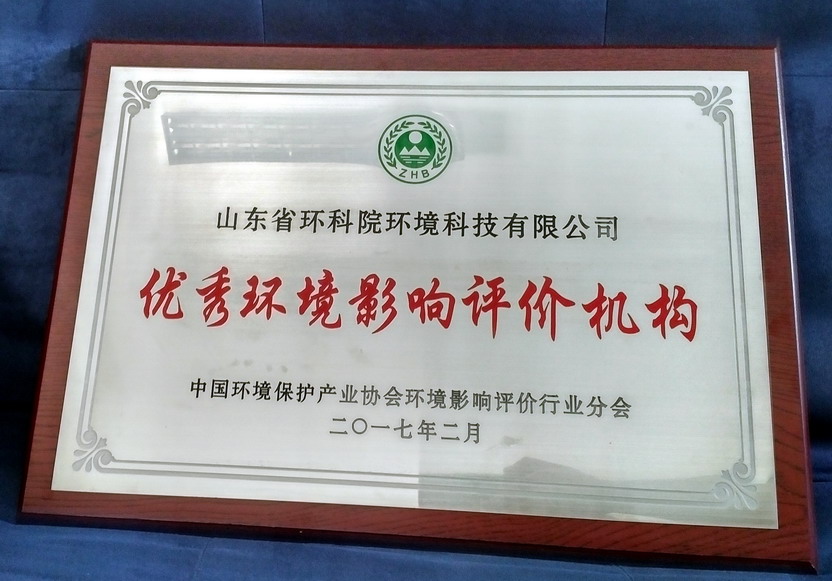 ZHB
山东省环科院环境科技有限公司
优秀环境影响评价机构
中国环境保护产业协会环境影响评价行业分会
二〇一七年二月